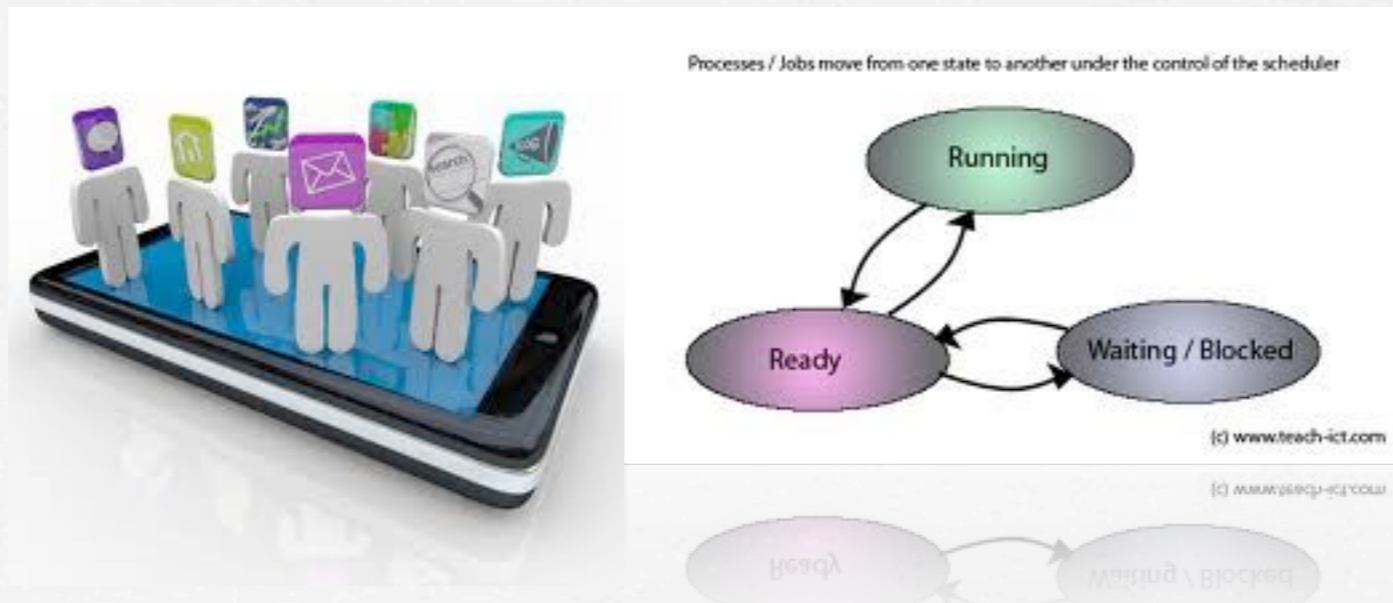 Processes / Jobs move from one state to another under the control of the scheduler
Running
Ready
Waiting / Blocked
(c) www.teach-ict.com
Search